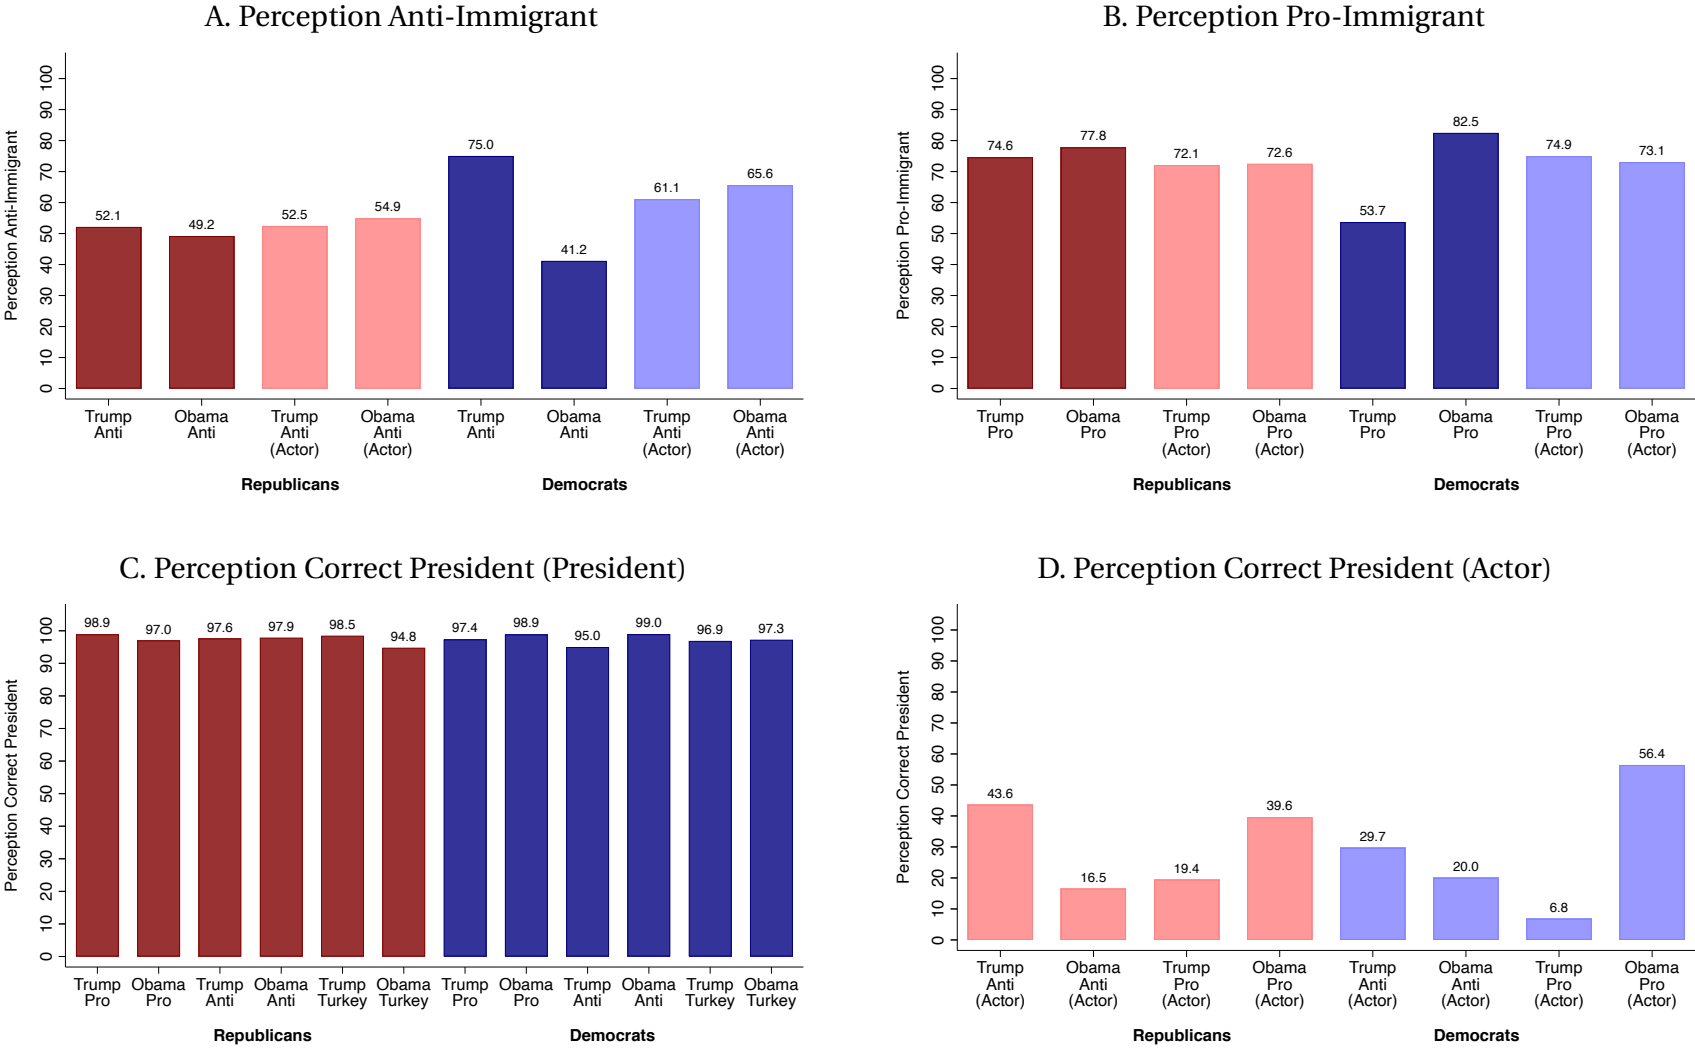 A. Perception Anti-Immigrant
Perception Anti-Immigrant
0 10 20 30 40 50 60 70 80 90 100
52.1 49.2 52.5 54.9 75.0 41.2 61.1 65.6
Trump Obama Trump Obama Trump Obama Trump Obama
Anti Anti Anti Anti Anti Anti Anti Anti
(Actor) (Actor) (Actor) (Actor)
Republicans Democrats
B. Perception Pro-Immigrant
Perception Pro-Immigrant
0 10 20 30 40 50 60 70 80 90 100
74.6 77.8 72.1 72.6 53.7 82.5 74.9 73.1
Trump Obama Trump Obama Trump Obama Trump Obama
Pro Pro Pro Pro Pro Pro Pro Pro
(Actor) (Actor) (Actor) (Actor)
Republicans Democrats
C. Perception Correct President (President)
Perception Correct President
0 10 20 30 40 50 60 70 80 90 100
98.9 97.0 97.6 97.9 98.5 94.8 97.4 98.9 95.0 99.0 96.9 97.3
Trump Obama Trump Obama Trump Obama Trump Obama Trump Obama Trump Obama
Pro Pro Anti Anti Turkey Turkey Pro Pro Anti Anti Turkey Turkey
Republicans Democrats
D. Perception Correct President (Actor)
Perception Correct President
0 10 20 30 40 50 60 70 80 90 100
43.6 16.5 19.4 39.6 29.7 20.0 6.8 56.4
Trump Obama Trump Obama Trump Obama Trump Obama
Anti Anti Pro Pro Anti Anti Pro Pro
(Actor) (Actor) (Actor) (Actor) (Actor) (Actor) (Actor) (Actor)
Republicans Democrats